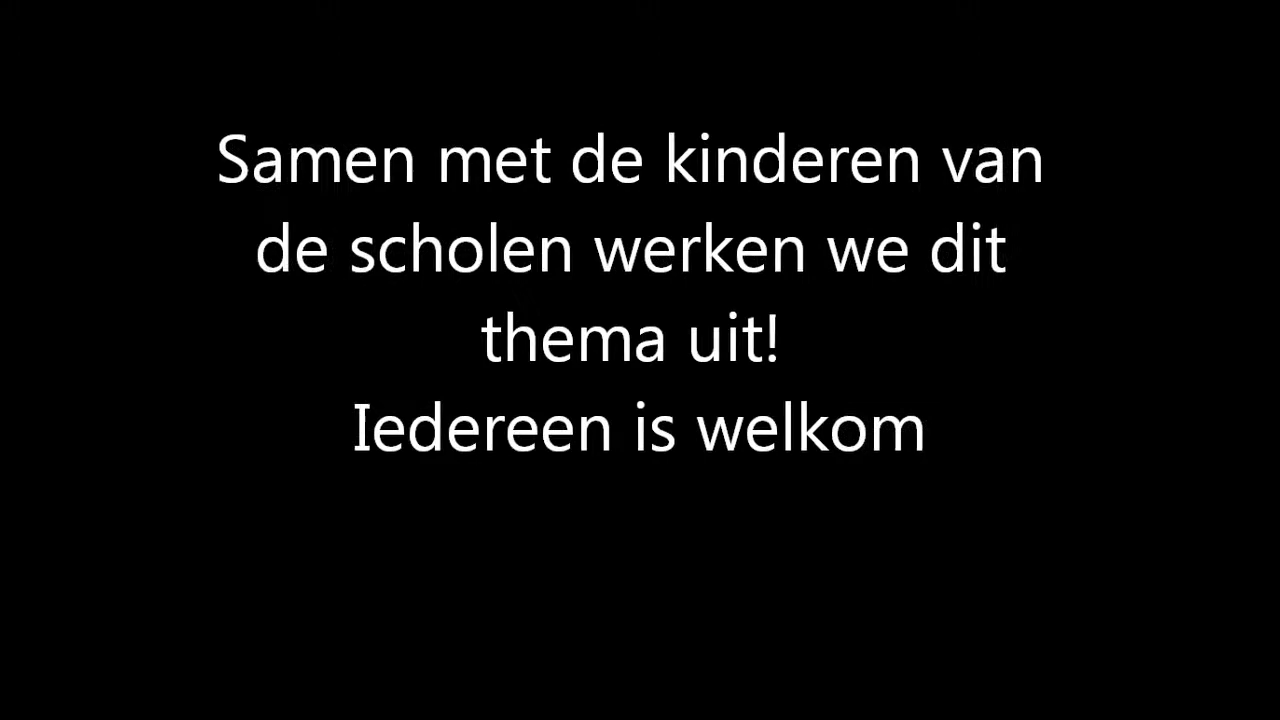 Samen met de kinderen van
de scholen werken we dit
thema uit!
Iedereen is welkom